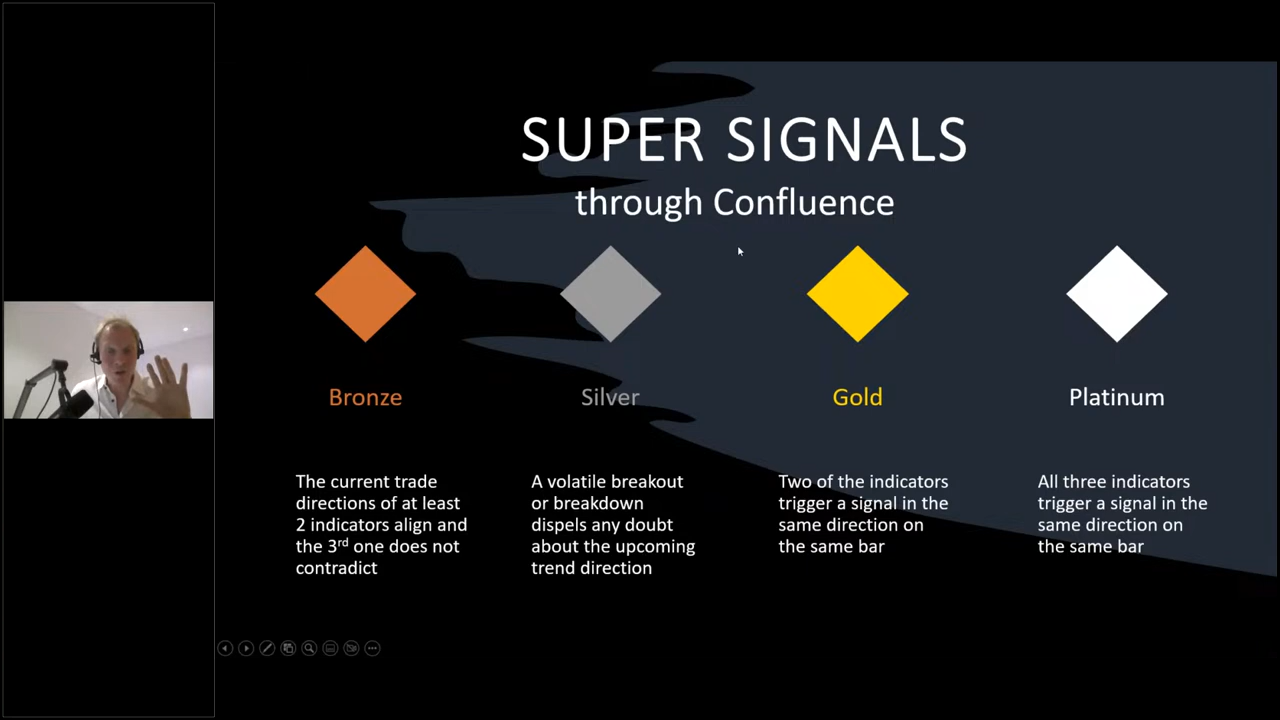 SUPER SIGNALS
through Confluence
Bronze
Silver
Gold
Platinum
The current trade
directions of at least
2 indicators align and
the 3rd one does not
contradict
A volatile breakout
or breakdown
dispels any doubt
about the upcoming
trend direction
Two of the indicators
trigger a signal in the
same direction on
the same bar
All three indicators
trigger a signal in the
same direction on
the same bar